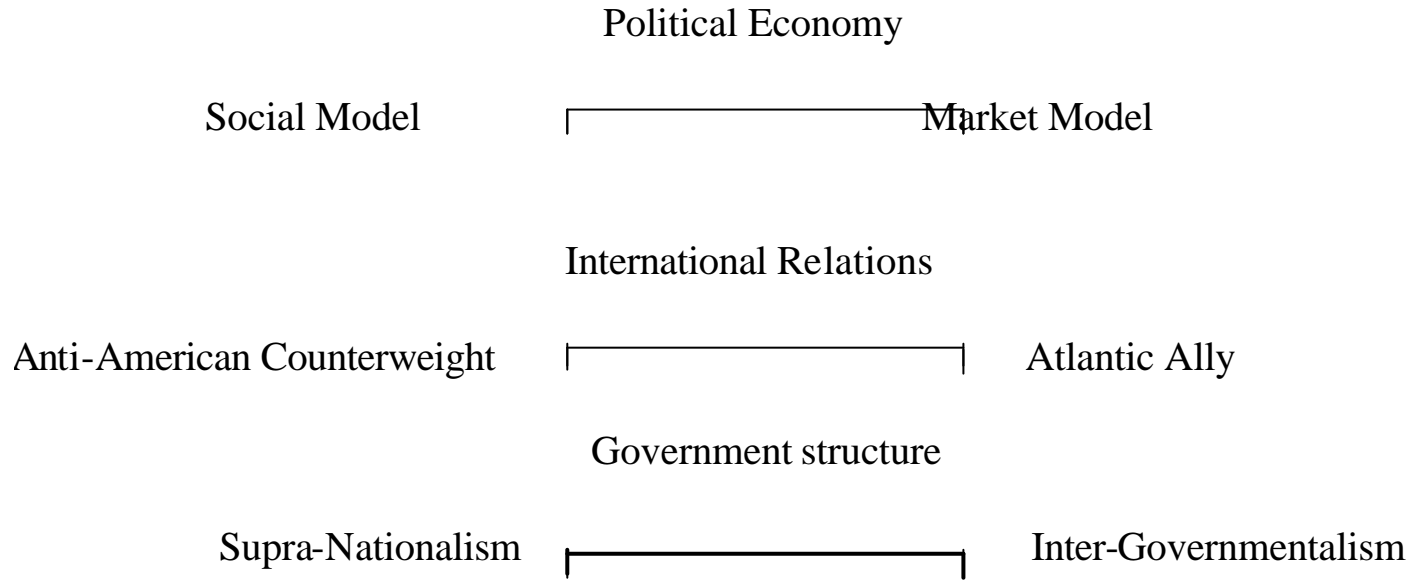 Political Economy
Social Model Market Model
International Relations
Anti-American Counterweight Atlantic Ally
Government structure
Supra-Nationalism Inter-Governmentalism